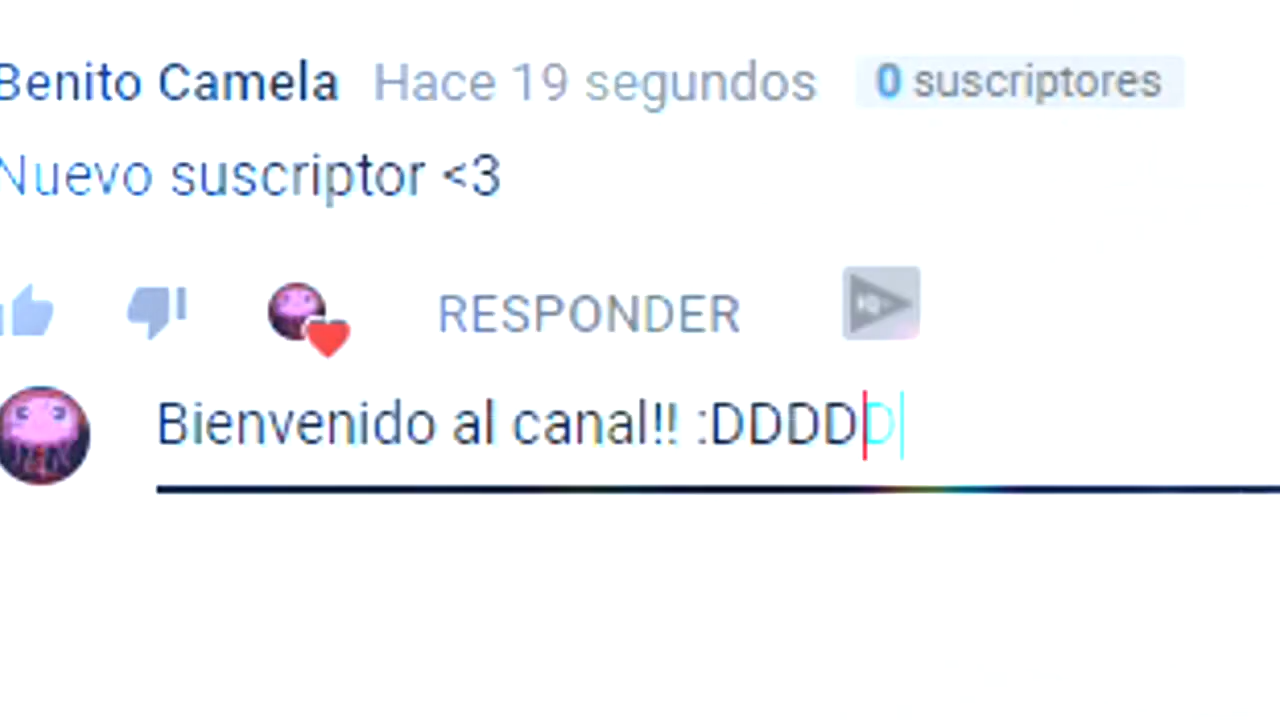 Benito Camela Hace 19 segundos 0 suscriptores
Nuevo suscriptor <3
RESPONDER
Bienvenido al canal!! :DDDDD